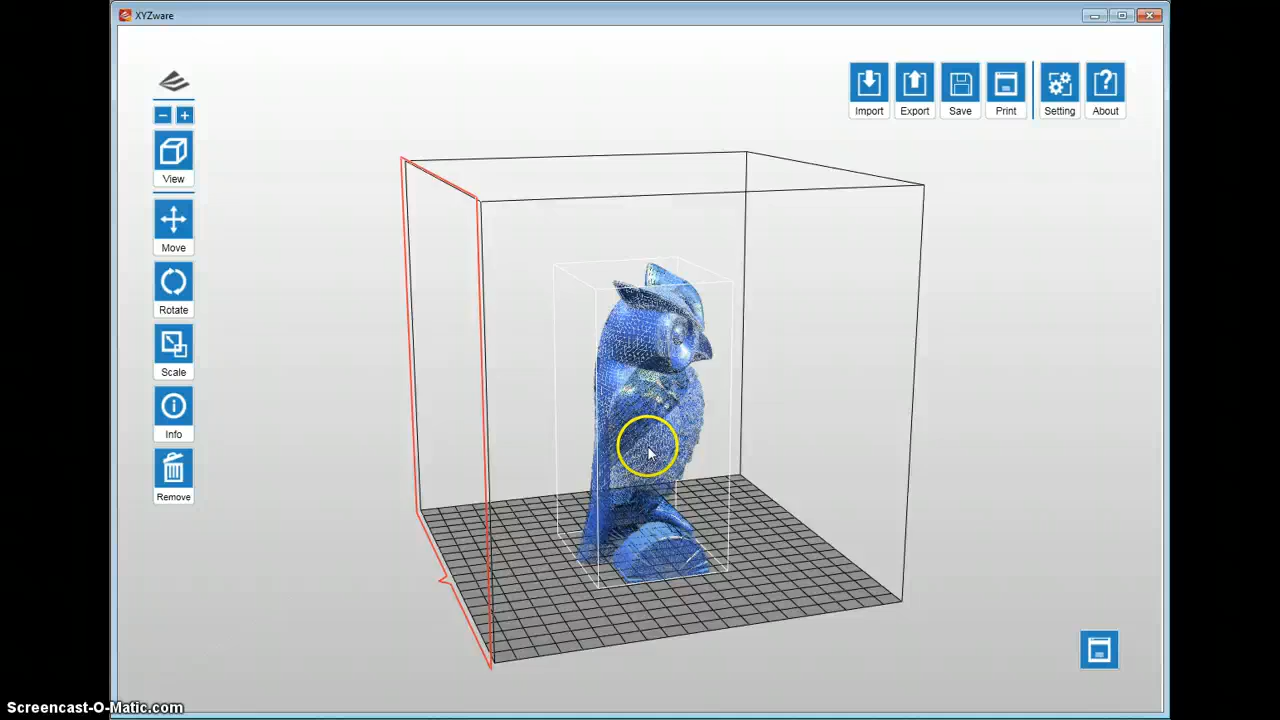 XYZware
Import
Export
Save
Print
Setting
About
View
Move
Rotate
Scale
Info
Remove
Screencast-O-Matic.com